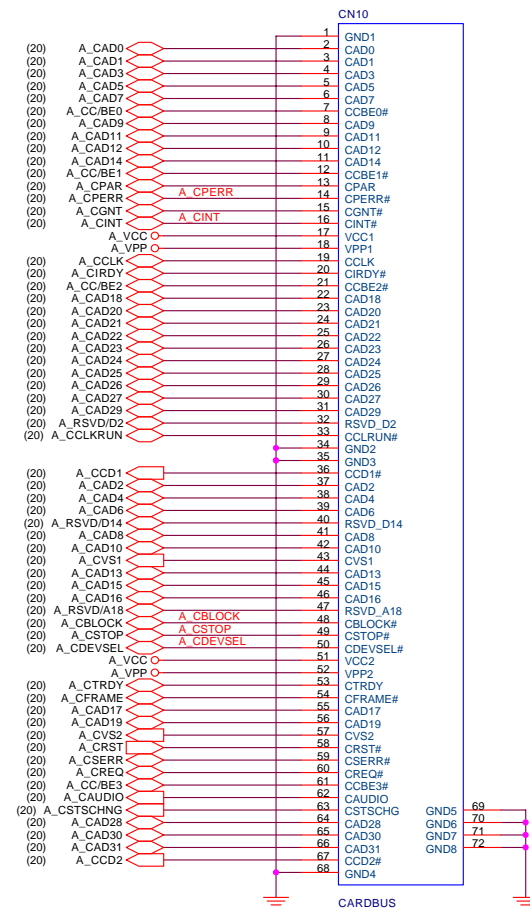 CN10
1 GND1
(20) A_CAD0 2 CAD0
(20) A_CAD1 3 CAD1
(20) A_CAD3 4 CAD3
(20) A_CAD5 5 CAD5
(20) A_CAD7 6 CAD7
(20) A_CC/BE0 7 CCBE0#
(20) A_CAD9 8 CAD9
(20) A_CAD11 9 CAD11
(20) A_CAD12 10 CAD12
(20) A_CAD14 11 CAD14
(20) A_CC/BE1 12 CCBE1#
(20) A_CPAR 13 CPAR
(20) A_CPERR A_CPERR 14 CPERR#
(20) A_CGNT 15 CGNT#
(20) A_CINT A_CINT 16 CINT#
A_VCC 17 VCC1
A_VPP 18 VPP1
(20) A_CCLK 19 CCLK
(20) A_CIRDY 20 CIRDY#
(20) A_CC/BE2 21 CCBE2#
(20) A_CAD18 22 CAD18
(20) A_CAD20 23 CAD20
(20) A_CAD21 24 CAD21
(20) A_CAD22 25 CAD22
(20) A_CAD23 26 CAD23
(20) A_CAD24 27 CAD24
(20) A_CAD25 28 CAD25
(20) A_CAD26 29 CAD26
(20) A_CAD27 30 CAD27
(20) A_CAD29 31 CAD29
(20) A_RSVD/D2 32 RSVD_D2
(20) A_CCLKRUN 33 CCLRUN#
34 GND2
35 GND3
(20) A_CCD1 36 CCD1#
(20) A_CAD2 37 CAD2
(20) A_CAD4 38 CAD4
(20) A_CAD6 39 CAD6
(20) A_RSVD/D14 40 RSVD_D14
(20) A_CAD8 41 CAD8
(20) A_CAD10 42 CAD10
(20) A_CVS1 43 CVS1
(20) A_CAD13 44 CAD13
(20) A_CAD15 45 CAD15
(20) A_CAD16 46 CAD16
(20) A_RSVD/A18 47 RSVD_A18
(20) A_CBLOCK A_CBLOCK 48 CBLOCK#
(20) A_CSTOP A_CSTOP 49 CSTOP#
(20) A_CDEVSEL A_CDEVSEL 50 CDEVSEL#
A_VCC 51 VCC2
A_VPP 52 VPP2
(20) A_CTRDY 53 CTRDY
(20) A_CFRAME 54 CFRAME#
(20) A_CAD17 55 CAD17
(20) A_CAD19 56 CAD19
(20) A_CVS2 57 CVS2
(20) A_CRST 58 CRST#
(20) A_CSERR 59 CSERR#
(20) A_CREQ 60 CREQ#
(20) A_CC/BE3 61 CCBE3#
(20) A_CAUDIO 62 CAUDIO
(20) A_CSTSCHNG 63 CSTSCHG GND5 69
(20) A_CAD28 64 CAD28 GND6 70
(20) A_CAD30 65 CAD30 GND7 71
(20) A_CAD31 66 CAD31 GND8 72
(20) A_CCD2 67 CCD2#
68 GND4
CARDBUS